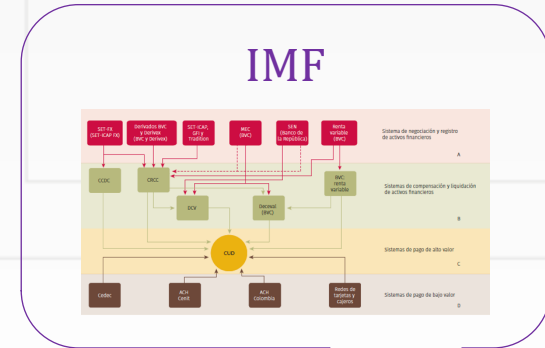 IMF
SET-FX
(SET-ICAP FX)
Derivados BVC
y Derivex
(BVC y Derivex)
SET-ICAP,
GFI y
Tradition
MEC
(BVC)
SEN
(Banco de
la República)
Renta
variable
(BVC)
Sistema de negociación y registro
de activos financieros
A
CCDC
CRCC
BVC:
renta
variable
Sistemas de compensación y liquidación
de activos financieros
DCV
Deceval
(BVC)
B
CUD
Sistemas de pago de alto valor
C
Cedec
ACH
Cenit
ACH
Colombia
Redes de
tarjetas y
cajeros
Sistemas de pago de bajo valor
D